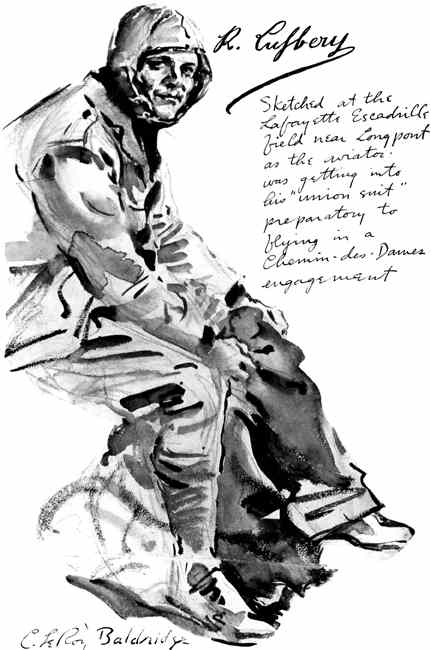 R. Lufbery
Sketched at the
Lafayette Escadrille
field near Longpont
as the aviator
was getting into
his "union suit"
preparatory to
flying in a
Chemin-des-Dames
engagement
C. LeRoy Baldridge